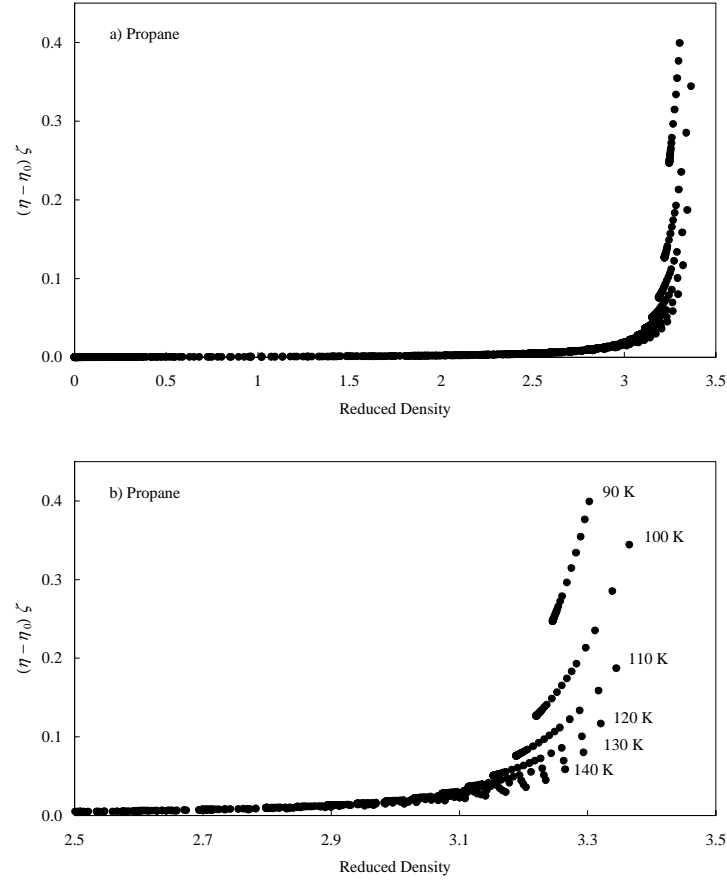 a) Propane
0.4
0.3
0.2
0.1
0.0
(η − η₀) ζ
0 0.5 1 1.5 2 2.5 3 3.5
Reduced Density
b) Propane
90 K
0.4
100 K
0.3
0.2
110 K
120 K
0.1
130 K
140 K
0.0
(η − η₀) ζ
2.5 2.7 2.9 3.1 3.3 3.5
Reduced Density